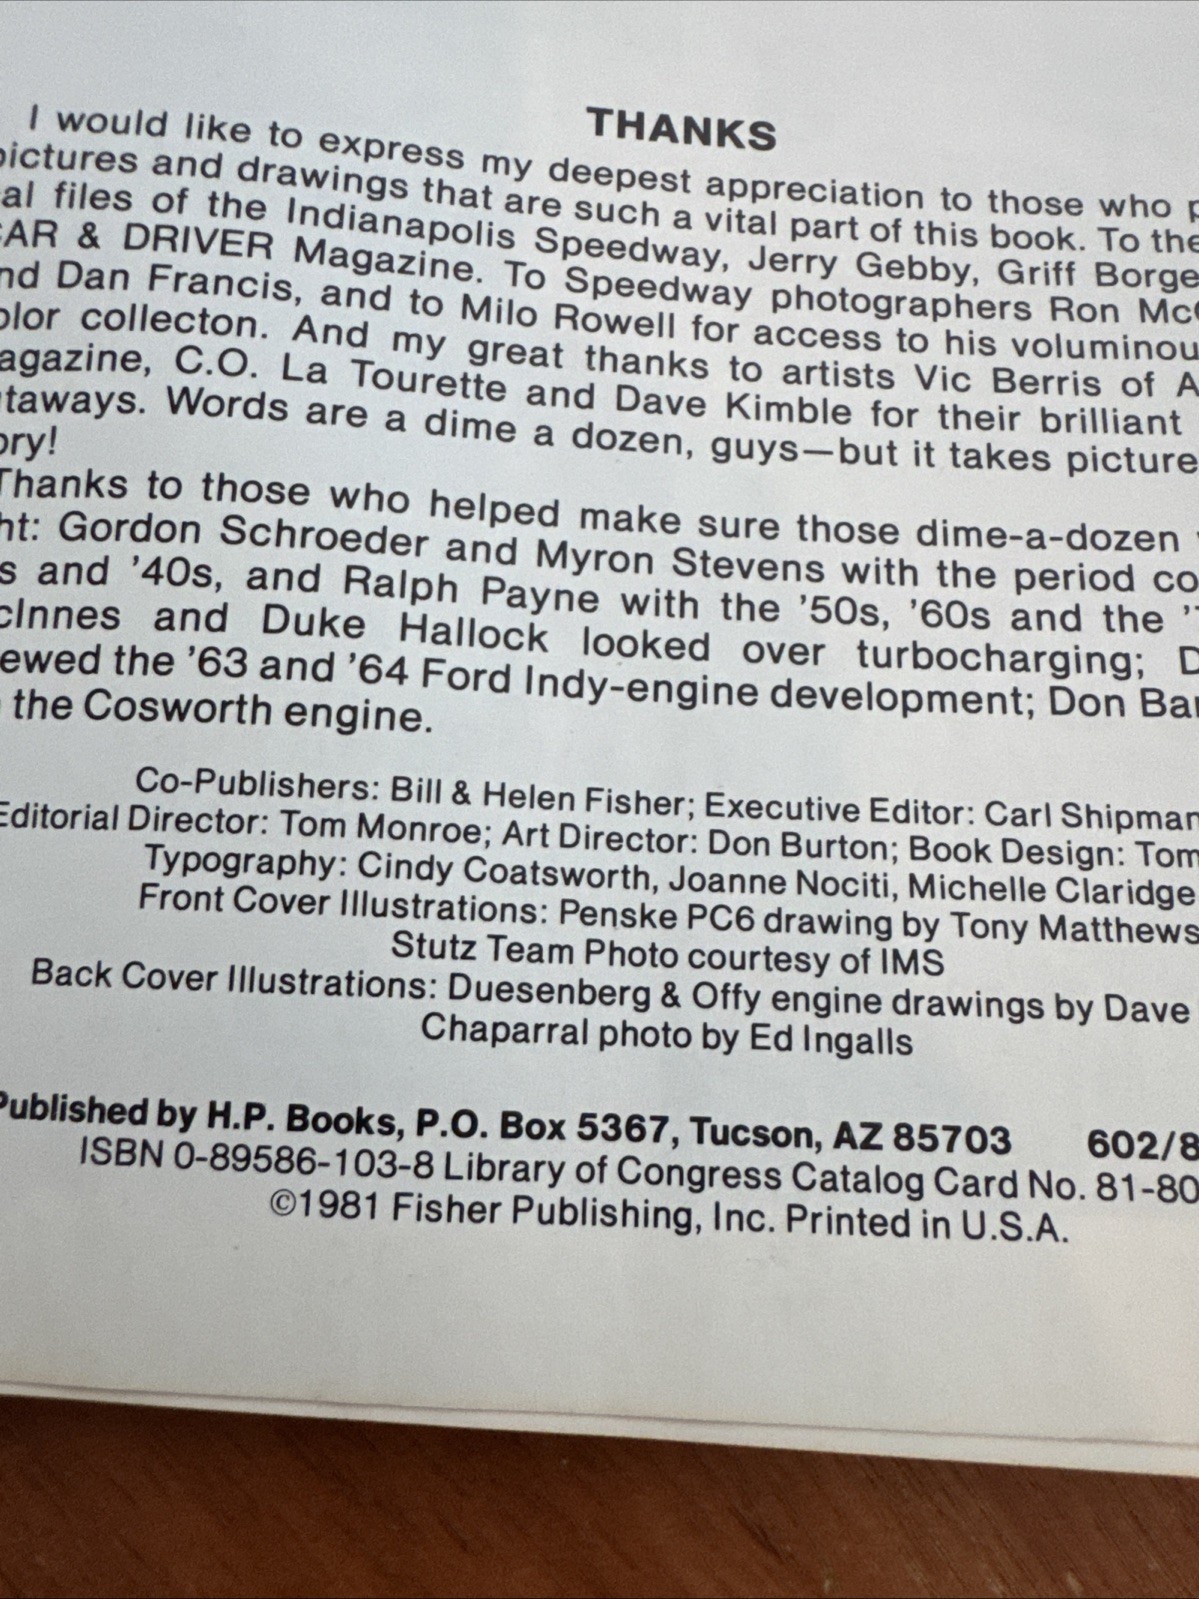 THANKS
I would like to express my deepest appreciation to those who p
pictures and drawings that are such a vital part of this book. To the
al files of the Indianapolis Speedway, Jerry Gebby, Griff Borge
CAR & DRIVER Magazine. To Speedway photographers Ron Mc
nd Dan Francis, and to Milo Rowell for access to his voluminou
olor collecton. And my great thanks to artists Vic Berris of A
agazine, C.O. La Tourette and Dave Kimble for their brilliant
taways. Words are a dime a dozen, guys—but it takes picture
ory!
Thanks to those who helped make sure those dime-a-dozen
ht: Gordon Schroeder and Myron Stevens with the period co
s and '40s, and Ralph Payne with the '50s, '60s and the '
cInnes and Duke Hallock looked over turbocharging; D
ewed the '63 and '64 Ford Indy-engine development; Don Bar
the Cosworth engine.
Co-Publishers: Bill & Helen Fisher; Executive Editor: Carl Shipman
Editorial Director: Tom Monroe; Art Director: Don Burton; Book Design: Tom
Typography: Cindy Coatsworth, Joanne Nociti, Michelle Claridge
Front Cover Illustrations: Penske PC6 drawing by Tony Matthews
Stutz Team Photo courtesy of IMS
Back Cover Illustrations: Duesenberg & Offy engine drawings by Dave
Chaparral photo by Ed Ingalls
Published by H.P. Books, P.O. Box 5367, Tucson, AZ 85703 602/8
ISBN 0-89586-103-8 Library of Congress Catalog Card No. 81-80
©1981 Fisher Publishing, Inc. Printed in U.S.A.